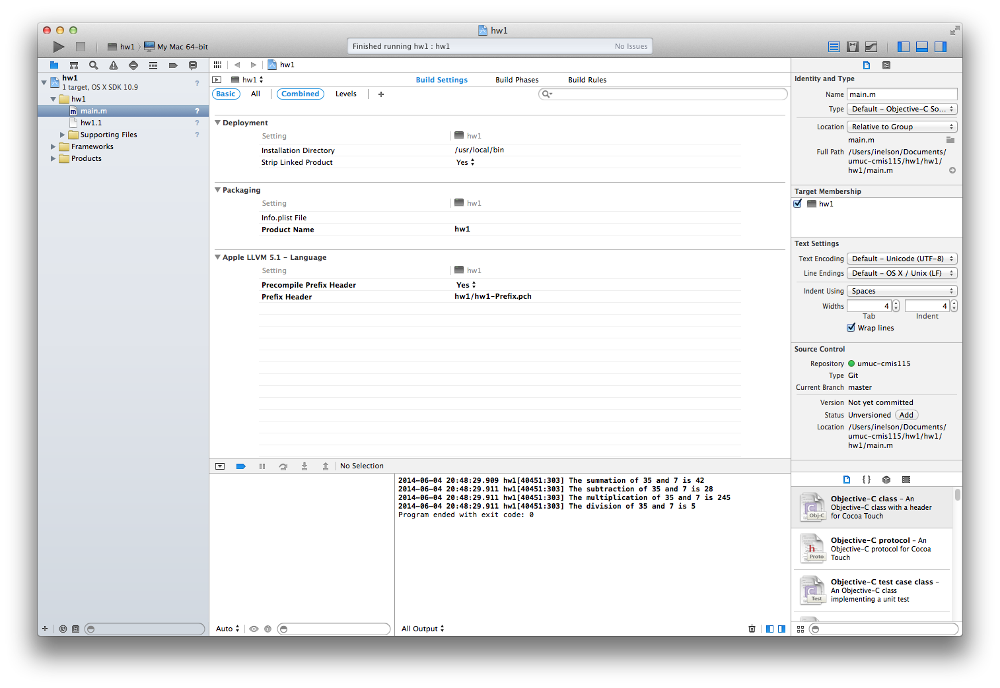 hw1
hw1 〉 My Mac 64-bit
Finished running hw1 : hw1
No Issues
hw1
1 target, OS X SDK 10.9
?
hw1
main.m
?
hw1.1
?
Supporting Files
?
Frameworks
Products
hw1
hw1
Build Settings
Build Phases
Build Rules
Basic
All
Combined
Levels
+
Deployment
Setting
hw1
Installation Directory
/usr/local/bin
Strip Linked Product
Yes
Packaging
Setting
hw1
Info.plist File
Product Name
hw1
Apple LLVM 5.1 - Language
Setting
hw1
Precompile Prefix Header
Yes
Prefix Header
hw1/hw1-Prefix.pch
No Selection
2014-06-04 20:48:29.909 hw1[40451:303] The summation of 35 and 7 is 42
2014-06-04 20:48:29.911 hw1[40451:303] The subtraction of 35 and 7 is 28
2014-06-04 20:48:29.911 hw1[40451:303] The multiplication of 35 and 7 is 245
2014-06-04 20:48:29.911 hw1[40451:303] The division of 35 and 7 is 5
Program ended with exit code: 0
Auto
All Output
Identity and Type
Name
main.m
Type
Default - Objective-C So...
Location
Relative to Group
main.m
Full Path
/Users/inelson/Documents/
umuc-cmis115/hw1/hw1/
hw1/main.m
Target Membership
hw1
Text Settings
Text Encoding
Default - Unicode (UTF-8)
Line Endings
Default - OS X / Unix (LF)
Indent Using
Spaces
Widths
4
4
Tab
Indent
Wrap lines
Source Control
Repository
umuc-cmis115
Type
Git
Current Branch
master
Version
Not yet committed
Status
Unversioned
Add
Location
/Users/inelson/Documents/
umuc-cmis115/hw1/hw1/
hw1/main.m
{ }
Obj-C
Objective-C class - An
Objective-C class with a header
for Cocoa Touch
h
Proto
Objective-C protocol - An
Objective-C protocol for Cocoa
Touch
C
Test
Objective-C test case class -
An Objective-C class
implementing a unit test